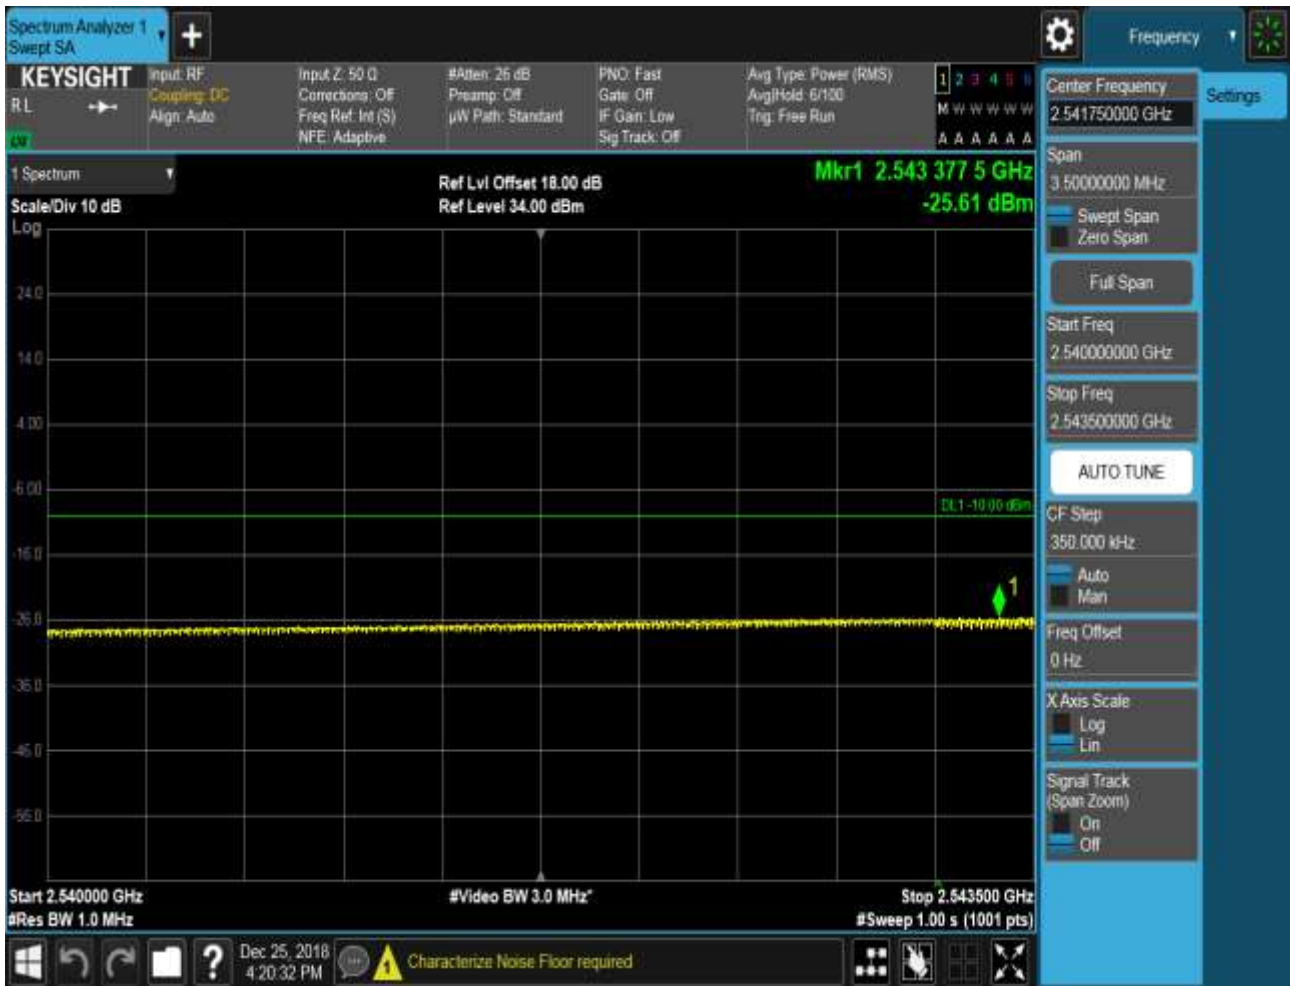 Spectrum Analyzer 1
Swept SA
Frequency
KEYSIGHT
RL
Input: RF
Coupling: DC
Align: Auto
Input Z: 50 Ω
Corrections: Off
Freq Ref: Int (S)
NFE: Adaptive
#Atten: 26 dB
Preamp: Off
µW Path: Standard
PNO: Fast
Gate: Off
IF Gain: Low
Sig Track: Off
Avg Type: Power (RMS)
Avg|Hold: 6/100
Trig: Free Run
1 2 3 4 5 6
M W W W W W
A A A A A A
Center Frequency
2.541750000 GHz
Settings
1 Spectrum
Scale/Div 10 dB
Log
Ref Lvl Offset 18.00 dB
Ref Level 34.00 dBm
Mkr1 2.543 377 5 GHz
-25.61 dBm
24.0
14.0
4.00
-6.00
-16.0
-26.0
-36.0
-46.0
-56.0
DL1 -10.00 dBm
1
Span
3.50000000 MHz
Swept Span
Zero Span
Full Span
Start Freq
2.540000000 GHz
Stop Freq
2.543500000 GHz
AUTO TUNE
CF Step
350.000 kHz
Auto
Man
Freq Offset
0 Hz
X Axis Scale
Log
Lin
Signal Track
(Span Zoom)
On
Off
Start 2.540000 GHz
#Res BW 1.0 MHz
#Video BW 3.0 MHz*
Stop 2.543500 GHz
#Sweep 1.00 s (1001 pts)
?
Dec 25, 2018
4:20:32 PM
1
Characterize Noise Floor required